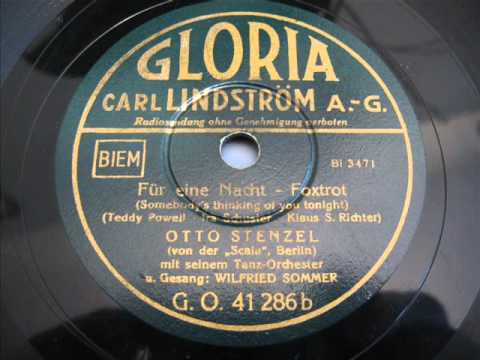 GLORIA
CARL LINDSTRÖM A.-G.
Radiosendung ohne Genehmigung verboten
BIEM
Bi 3471
Für eine Nacht - Foxtrot
(Somebody's thinking of you tonight)
(Teddy Powell - Ira Schuster - Klaus S. Richter)
OTTO STENZEL
(von der „Scala", Berlin)
mit seinem Tanz-Orchester
u. Gesang: WILFRIED SOMMER
G. O. 41 286 b